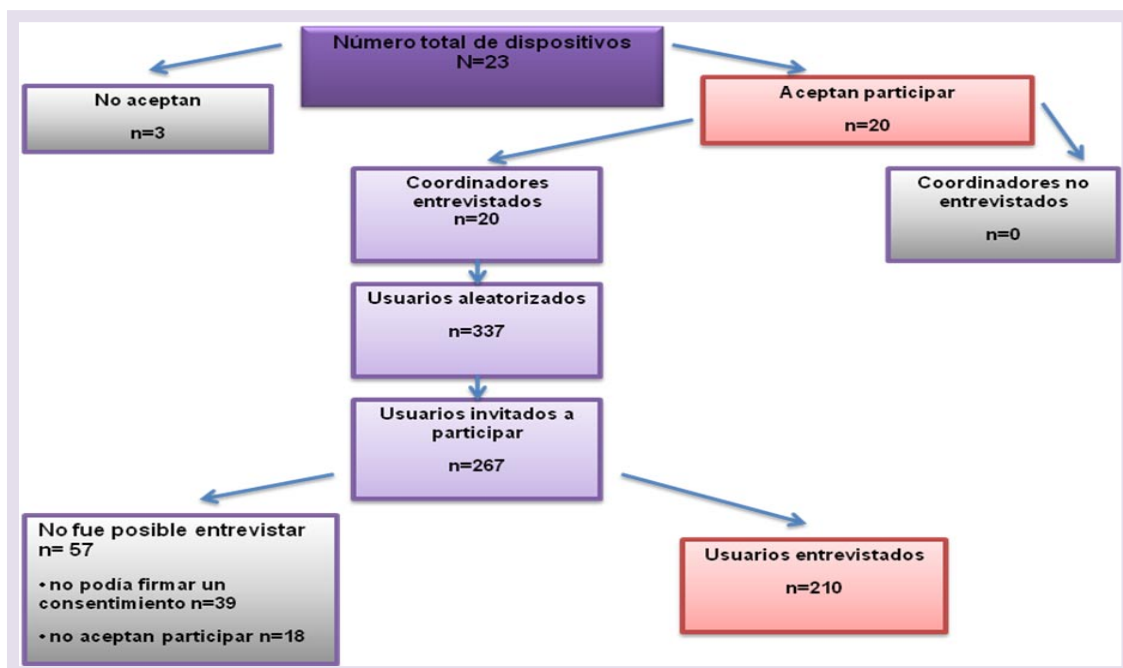 Número total de dispositivos
N=23
No aceptan
n=3
Aceptan participar
n=20
Coordinadores
entrevistados
n=20
Coordinadores no
entrevistados
n=0
Usuarios aleatorizados
n=337
Usuarios invitados a
participar
n=267
No fue posible entrevistar
n= 57
• no podía firmar un
consentimiento n=39
• no aceptan participar n=18
Usuarios entrevistados
n=210